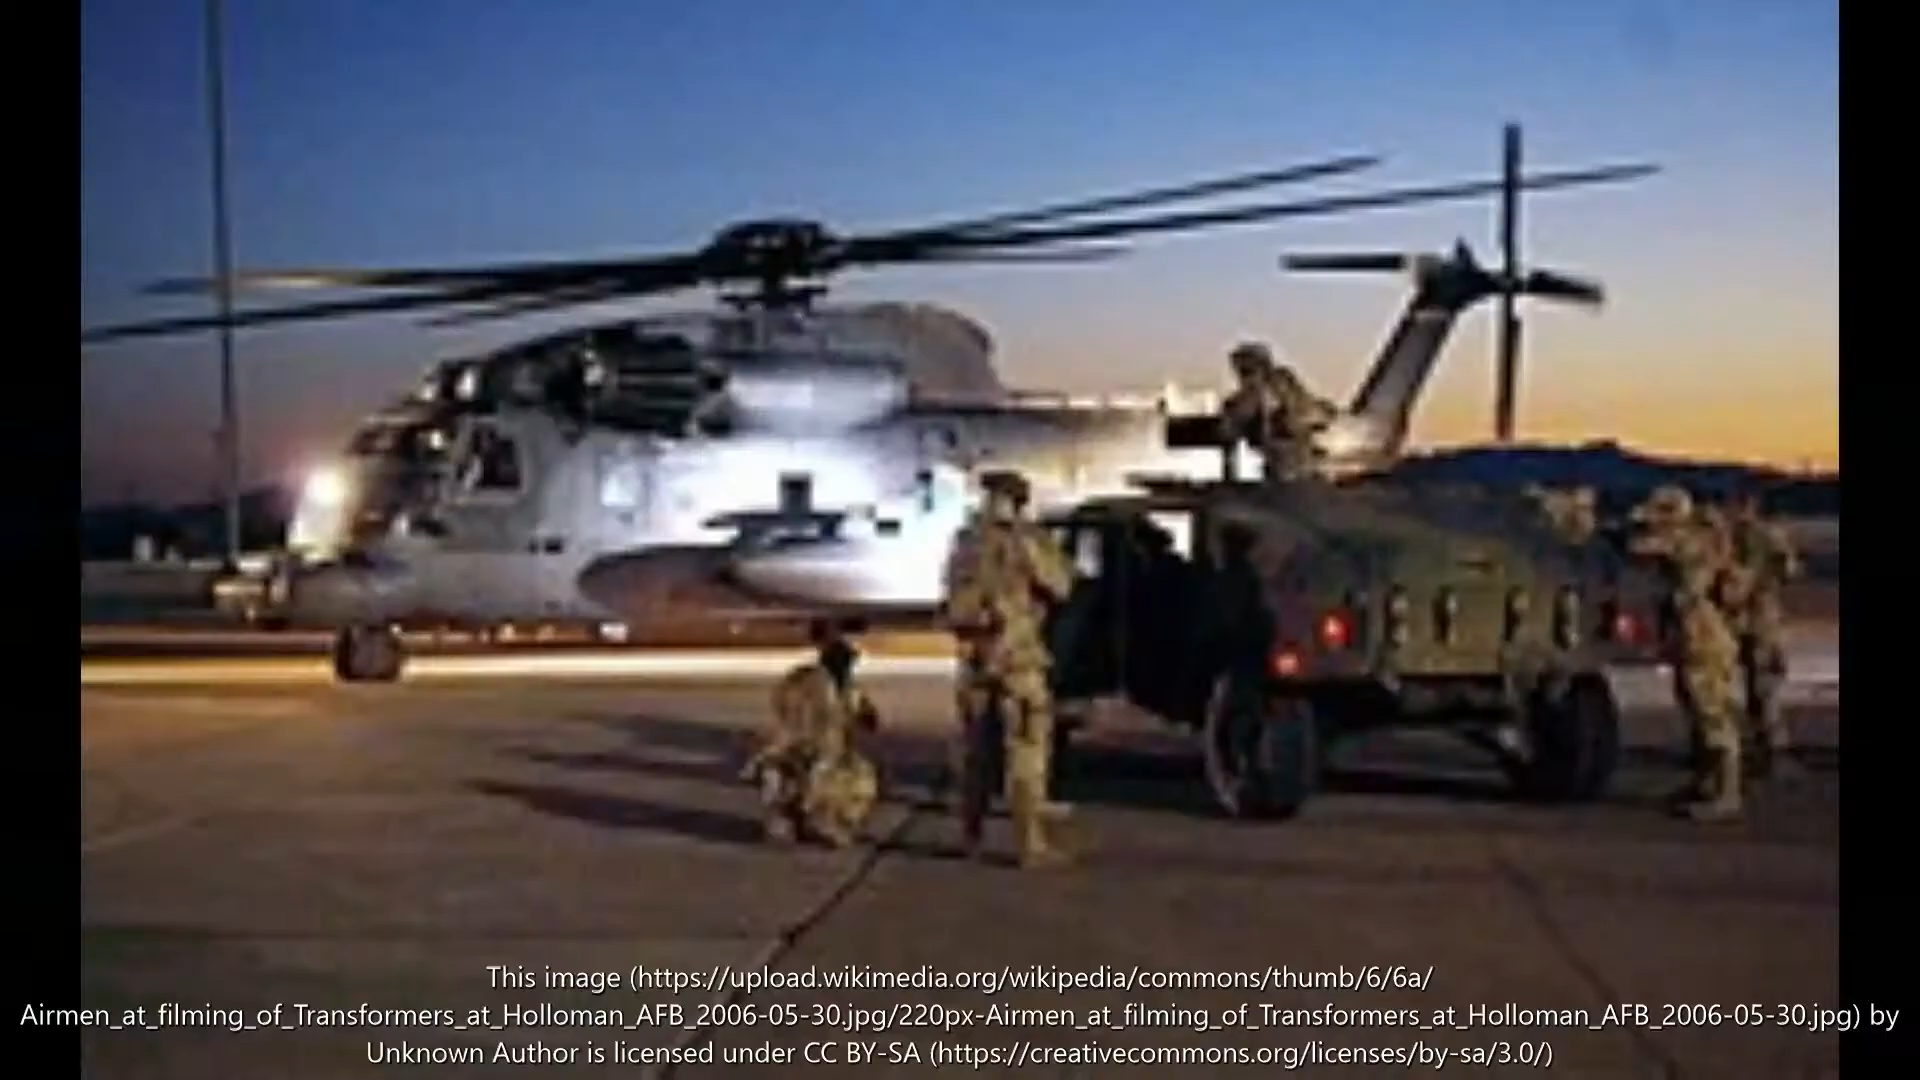 This image (https://upload.wikimedia.org/wikipedia/commons/thumb/6/6a/
Airmen_at_filming_of_Transformers_at_Holloman_AFB_2006-05-30.jpg/220px-Airmen_at_filming_of_Transformers_at_Holloman_AFB_2006-05-30.jpg) by
Unknown Author is licensed under CC BY-SA (https://creativecommons.org/licenses/by-sa/3.0/)